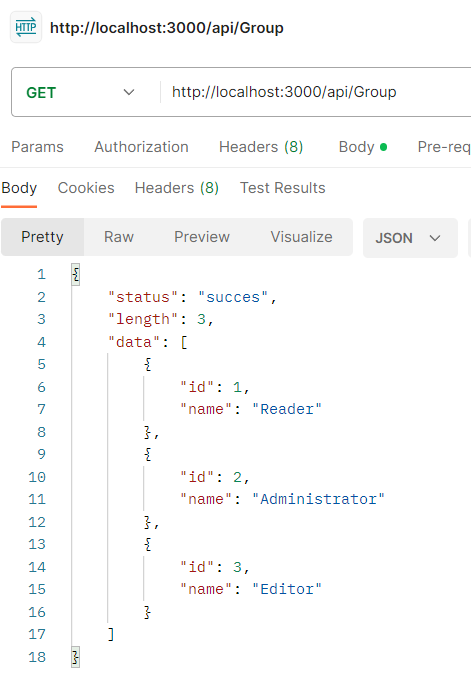 HTTP http://localhost:3000/api/Group
GET http://localhost:3000/api/Group
Params Authorization Headers (8) Body Pre-req
Body Cookies Headers (8) Test Results
Pretty Raw Preview Visualize JSON
1 {
2 "status": "succes",
3 "length": 3,
4 "data": [
5 {
6 "id": 1,
7 "name": "Reader"
8 },
9 {
10 "id": 2,
11 "name": "Administrator"
12 },
13 {
14 "id": 3,
15 "name": "Editor"
16 }
17 ]
18 }